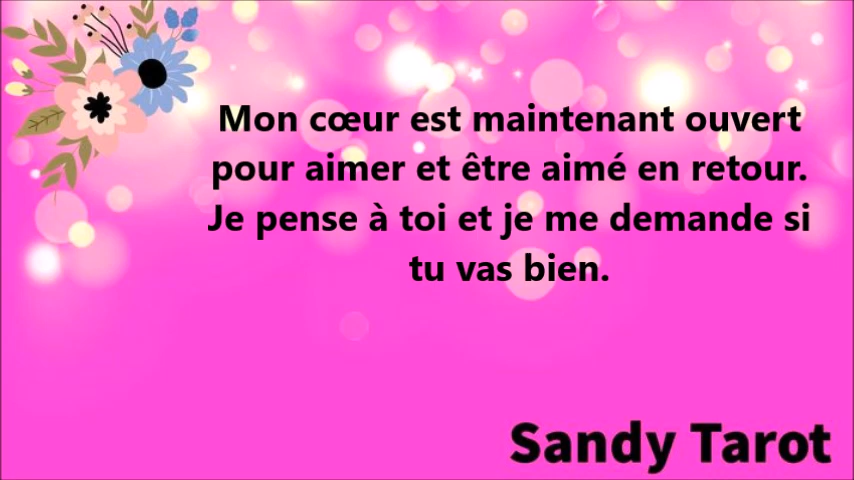 Mon cœur est maintenant ouvert
pour aimer et être aimé en retour.
Je pense à toi et je me demande si
tu vas bien.
Sandy Tarot